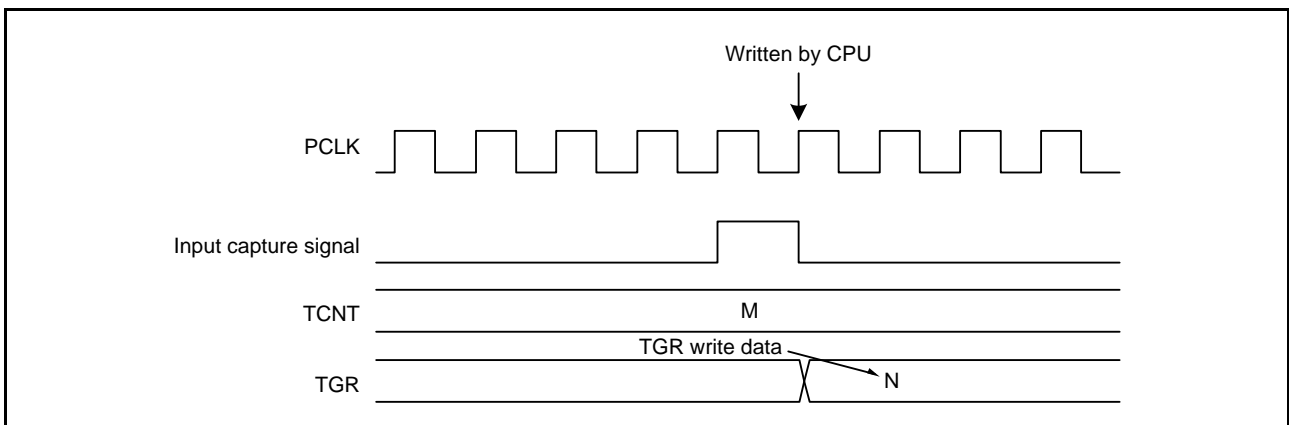 Written by CPU
PCLK
Input capture signal
TCNT
M
TGR write data
TGR
N